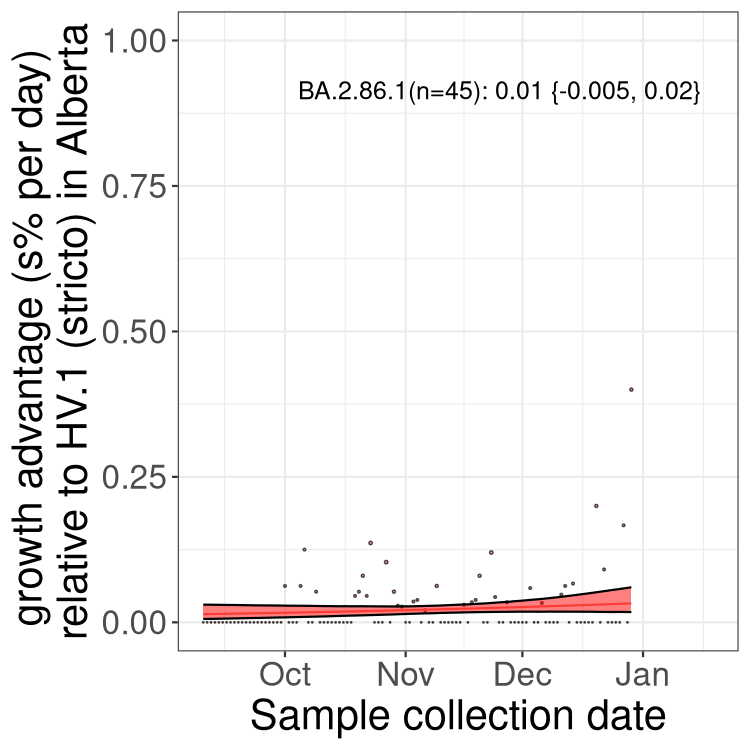 growth advantage (s% per day)
relative to HV.1 (stricto) in Alberta
1.00
0.75
0.50
0.25
0.00
BA.2.86.1(n=45): 0.01 {-0.005, 0.02}
Oct Nov Dec Jan
Sample collection date